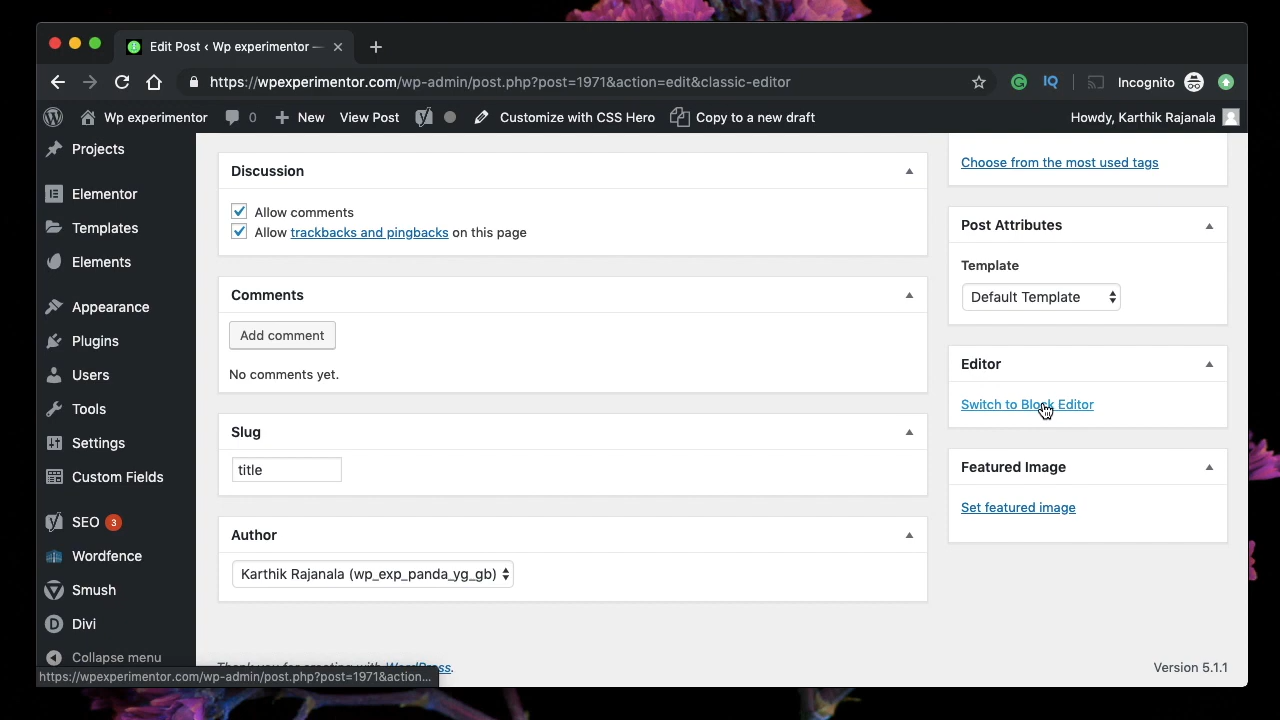 Edit Post ‹ Wp experimentor —
https://wpexperimentor.com/wp-admin/post.php?post=1971&action=edit&classic-editor
IQ
Incognito
Wp experimentor
0
New
View Post
Customize with CSS Hero
Copy to a new draft
Howdy, Karthik Rajanala
Projects
Elementor
Templates
Elements
Appearance
Plugins
Users
Tools
Settings
Custom Fields
SEO 3
Wordfence
Smush
Divi
Collapse menu
Discussion
Allow comments
Allow trackbacks and pingbacks on this page
Comments
Add comment
No comments yet.
Slug
title
Author
Karthik Rajanala (wp_exp_panda_yg_gb)
Choose from the most used tags
Post Attributes
Template
Default Template
Editor
Switch to Block Editor
Featured Image
Set featured image
Thank you for creating with WordPress.
Version 5.1.1
https://wpexperimentor.com/wp-admin/post.php?post=1971&action...